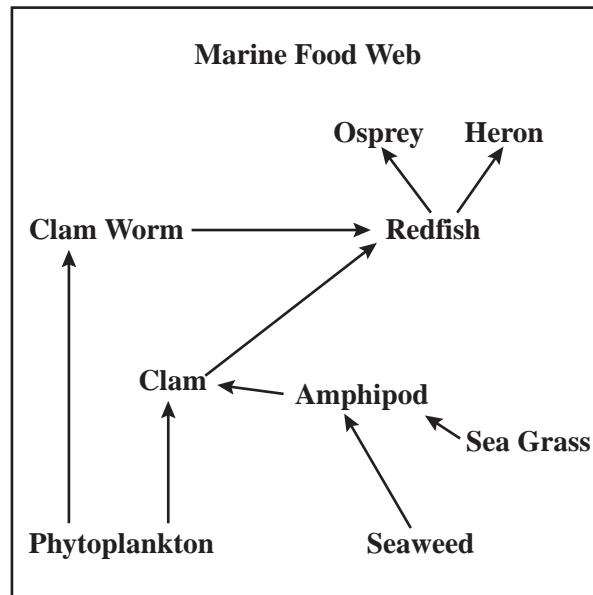 Marine Food Web
Osprey
Heron
Clam Worm
Redfish
Clam
Amphipod
Sea Grass
Phytoplankton
Seaweed